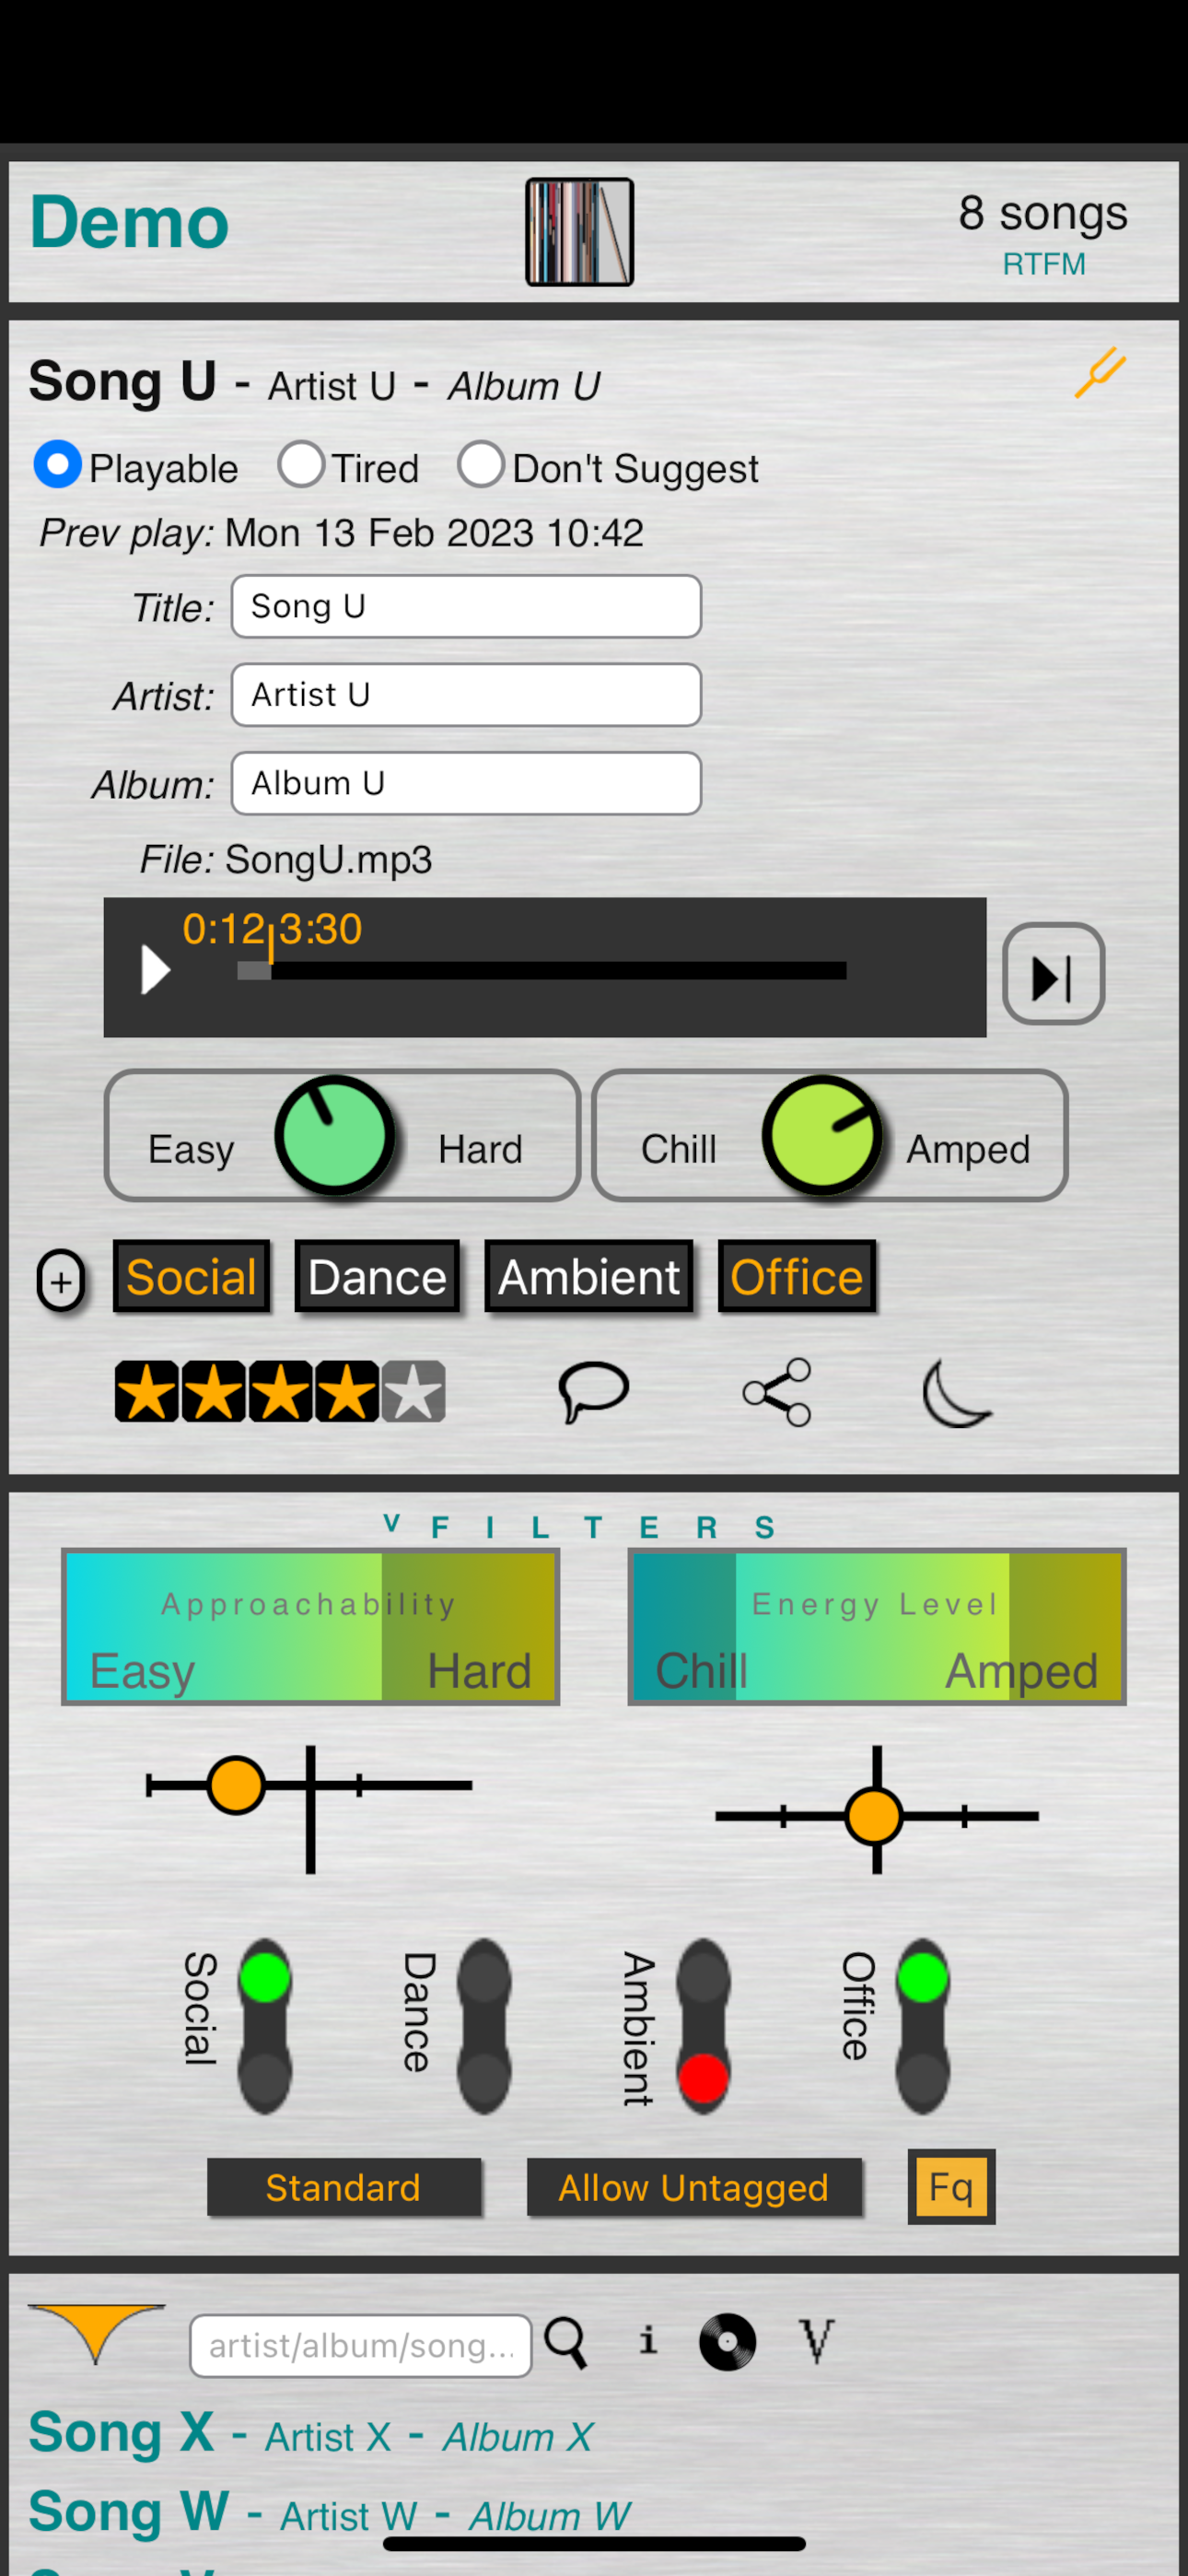 Demo
8 songs
RTFM
Song U - Artist U - Album U
Playable Tired Don't Suggest
Prev play: Mon 13 Feb 2023 10:42
Title: Song U
Artist: Artist U
Album: Album U
File: SongU.mp3
0:12 3:30
Easy Hard Chill Amped
+ Social Dance Ambient Office
v FILTERS
Approachability Energy Level
Easy Hard Chill Amped
Social Dance Ambient Office
Standard Allow Untagged Fq
artist/album/song... i V
Song X - Artist X - Album X
Song W - Artist W - Album W